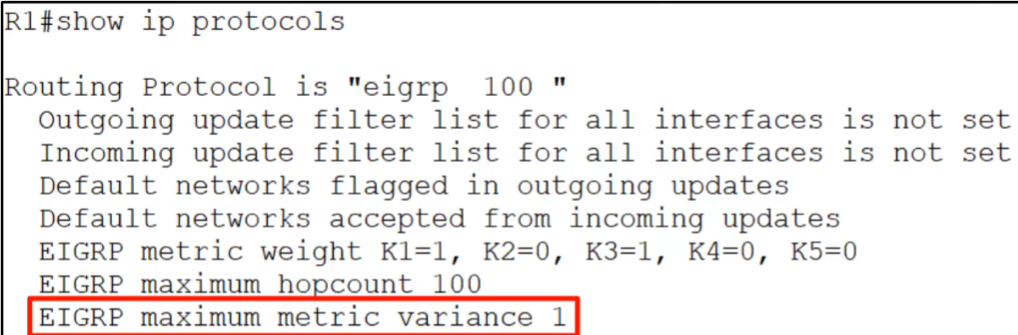 R1#show ip protocols
Routing Protocol is "eigrp  100 "
Outgoing update filter list for all interfaces is not set
Incoming update filter list for all interfaces is not set
Default networks flagged in outgoing updates
Default networks accepted from incoming updates
EIGRP metric weight K1=1, K2=0, K3=1, K4=0, K5=0
EIGRP maximum hopcount 100
EIGRP maximum metric variance 1